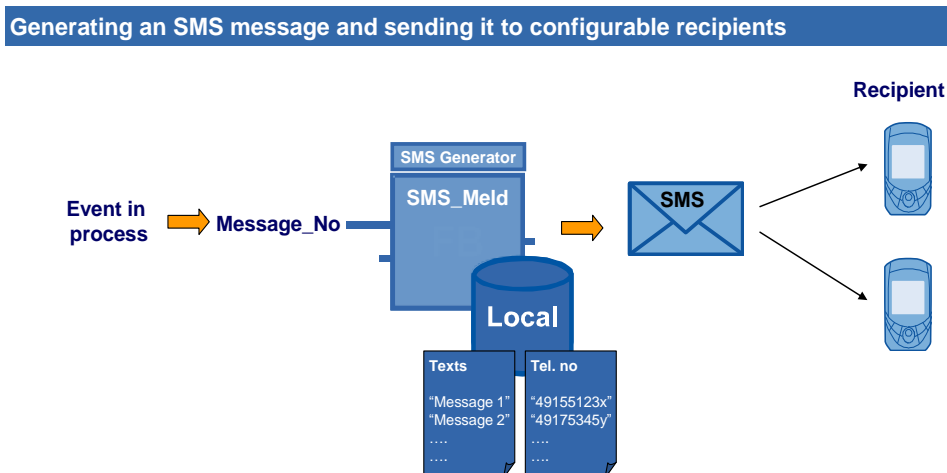 Generating an SMS message and sending it to configurable recipients
Recipient
SMS Generator
SMS_Meld
Event in
process
Message_No
SMS
FB
Local
Texts
"Message 1"
"Message 2"
....
....
Tel. no
"49155123x"
"49175345y"
....
....